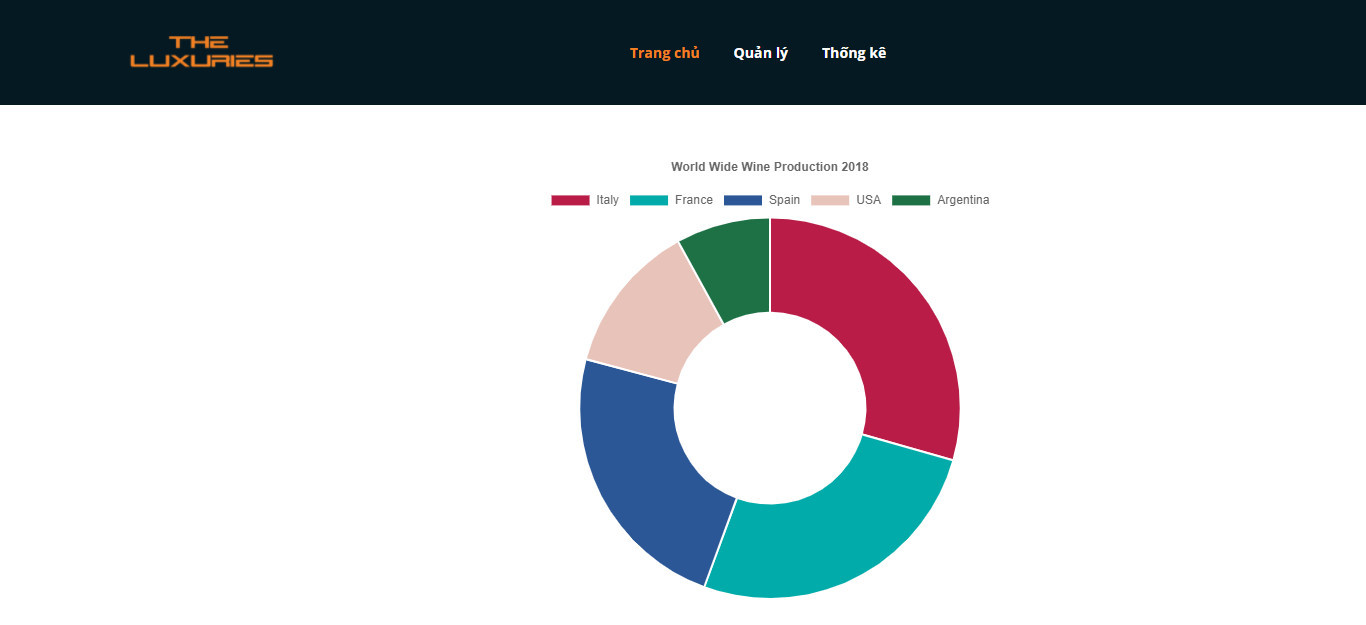 THE
LUXURIES
Trang chủ Quản lý Thống kê
World Wide Wine Production 2018
Italy France Spain USA Argentina